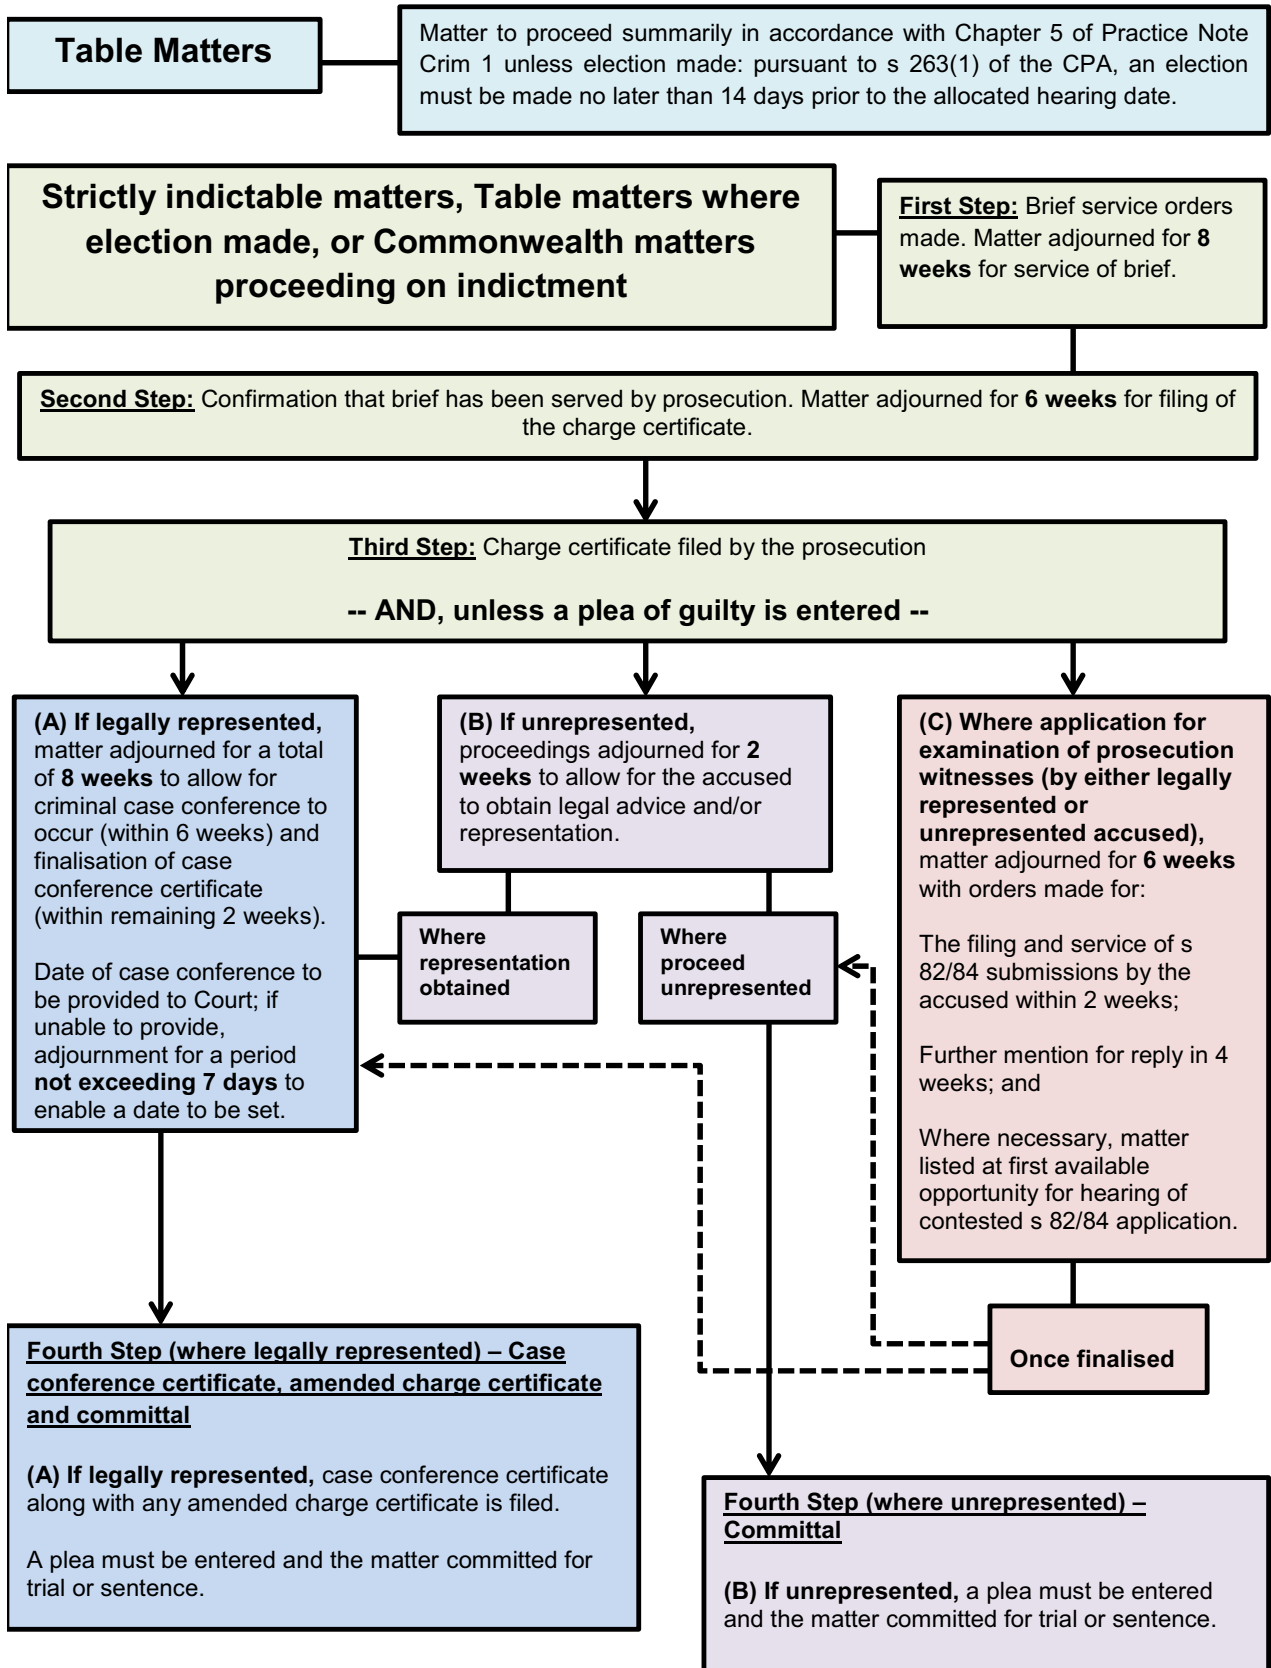 Table Matters
Matter to proceed summarily in accordance with Chapter 5 of Practice Note
Crim 1 unless election made: pursuant to s 263(1) of the CPA, an election
must be made no later than 14 days prior to the allocated hearing date.
Strictly indictable matters, Table matters where
election made, or Commonwealth matters
proceeding on indictment
First Step: Brief service orders
made. Matter adjourned for 8
weeks for service of brief.
Second Step: Confirmation that brief has been served by prosecution. Matter adjourned for 6 weeks for filing of
the charge certificate.
Third Step: Charge certificate filed by the prosecution
-- AND, unless a plea of guilty is entered --
(A) If legally represented,
matter adjourned for a total
of 8 weeks to allow for
criminal case conference to
occur (within 6 weeks) and
finalisation of case
conference certificate
(within remaining 2 weeks).
Date of case conference to
be provided to Court; if
unable to provide,
adjournment for a period
not exceeding 7 days to
enable a date to be set.
(B) If unrepresented,
proceedings adjourned for 2
weeks to allow for the accused
to obtain legal advice and/or
representation.
Where
representation
obtained
Where
proceed
unrepresented
(C) Where application for
examination of prosecution
witnesses (by either legally
represented or
unrepresented accused),
matter adjourned for 6 weeks
with orders made for:
The filing and service of s
82/84 submissions by the
accused within 2 weeks;
Further mention for reply in 4
weeks; and
Where necessary, matter
listed at first available
opportunity for hearing of
contested s 82/84 application.
Once finalised
Fourth Step (where legally represented) – Case
conference certificate, amended charge certificate
and committal
(A) If legally represented, case conference certificate
along with any amended charge certificate is filed.
A plea must be entered and the matter committed for
trial or sentence.
Fourth Step (where unrepresented) –
Committal
(B) If unrepresented, a plea must be entered
and the matter committed for trial or sentence.